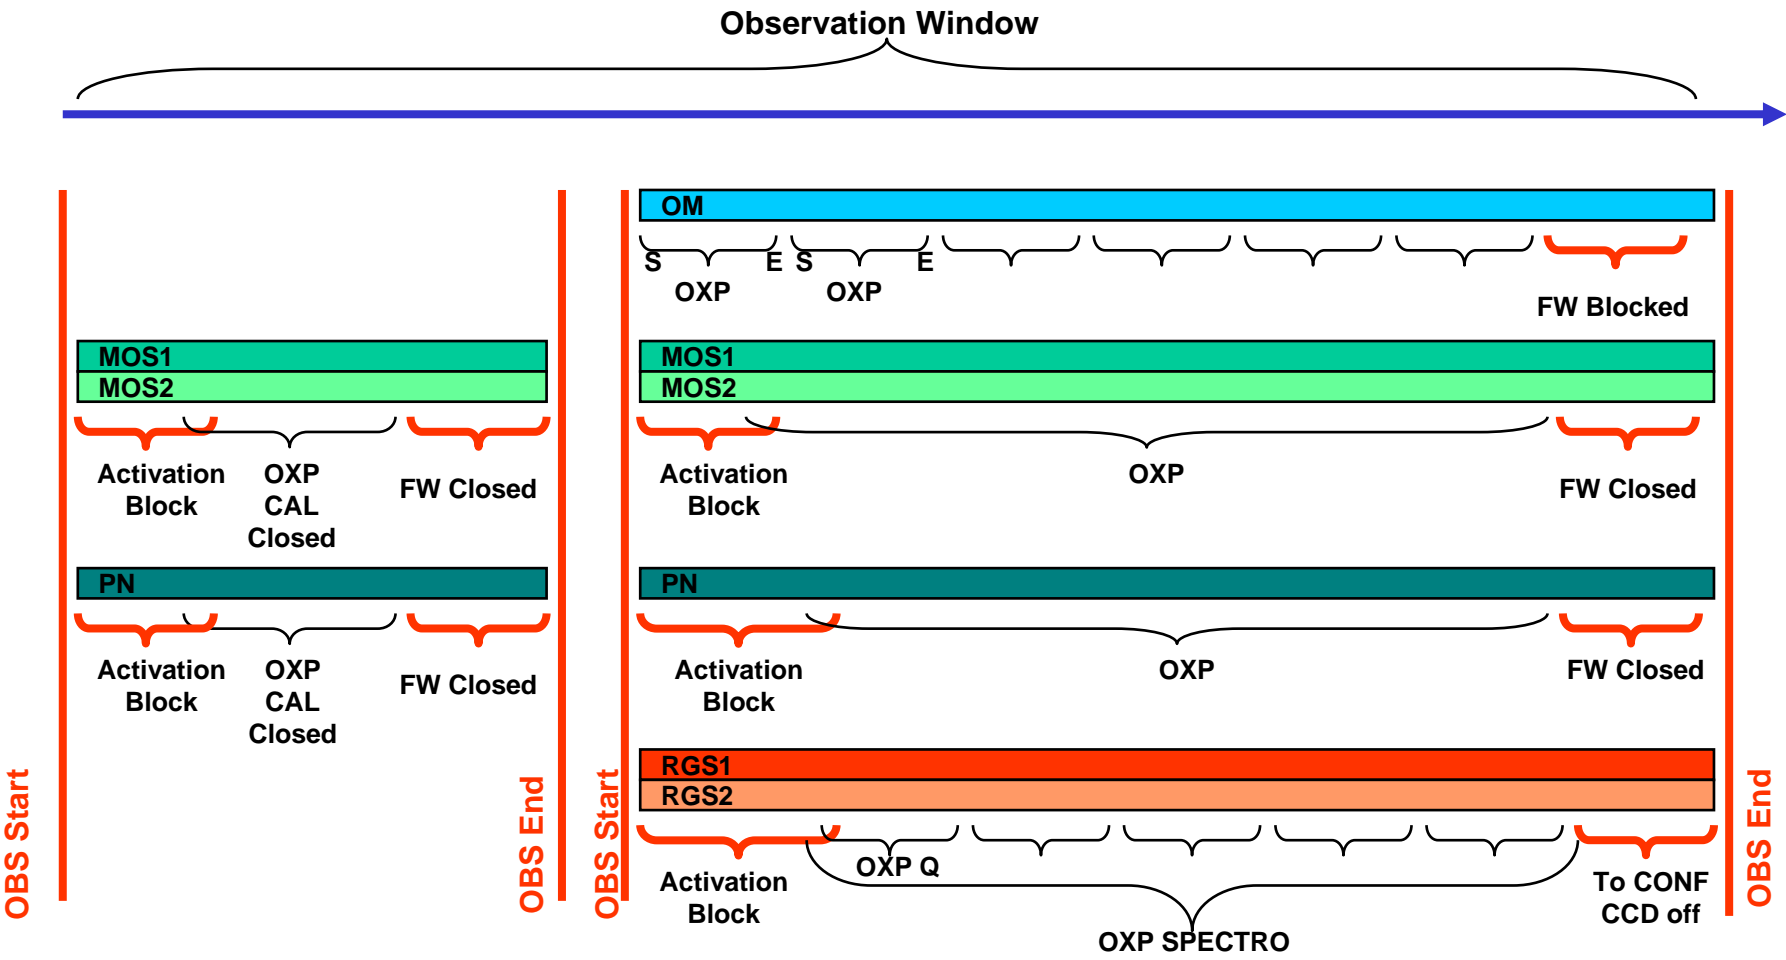 Observation Window
OM
S E S E
OXP OXP
FW Blocked
MOS1
MOS2
MOS1
MOS2
Activation
Block
OXP
CAL
Closed
FW Closed
Activation
Block
OXP
FW Closed
PN
PN
Activation
Block
OXP
CAL
Closed
FW Closed
Activation
Block
OXP
FW Closed
RGS1
RGS2
OBS Start
OBS End
OBS Start
OBS End
Activation
Block
OXP Q
OXP SPECTRO
To CONF
CCD off